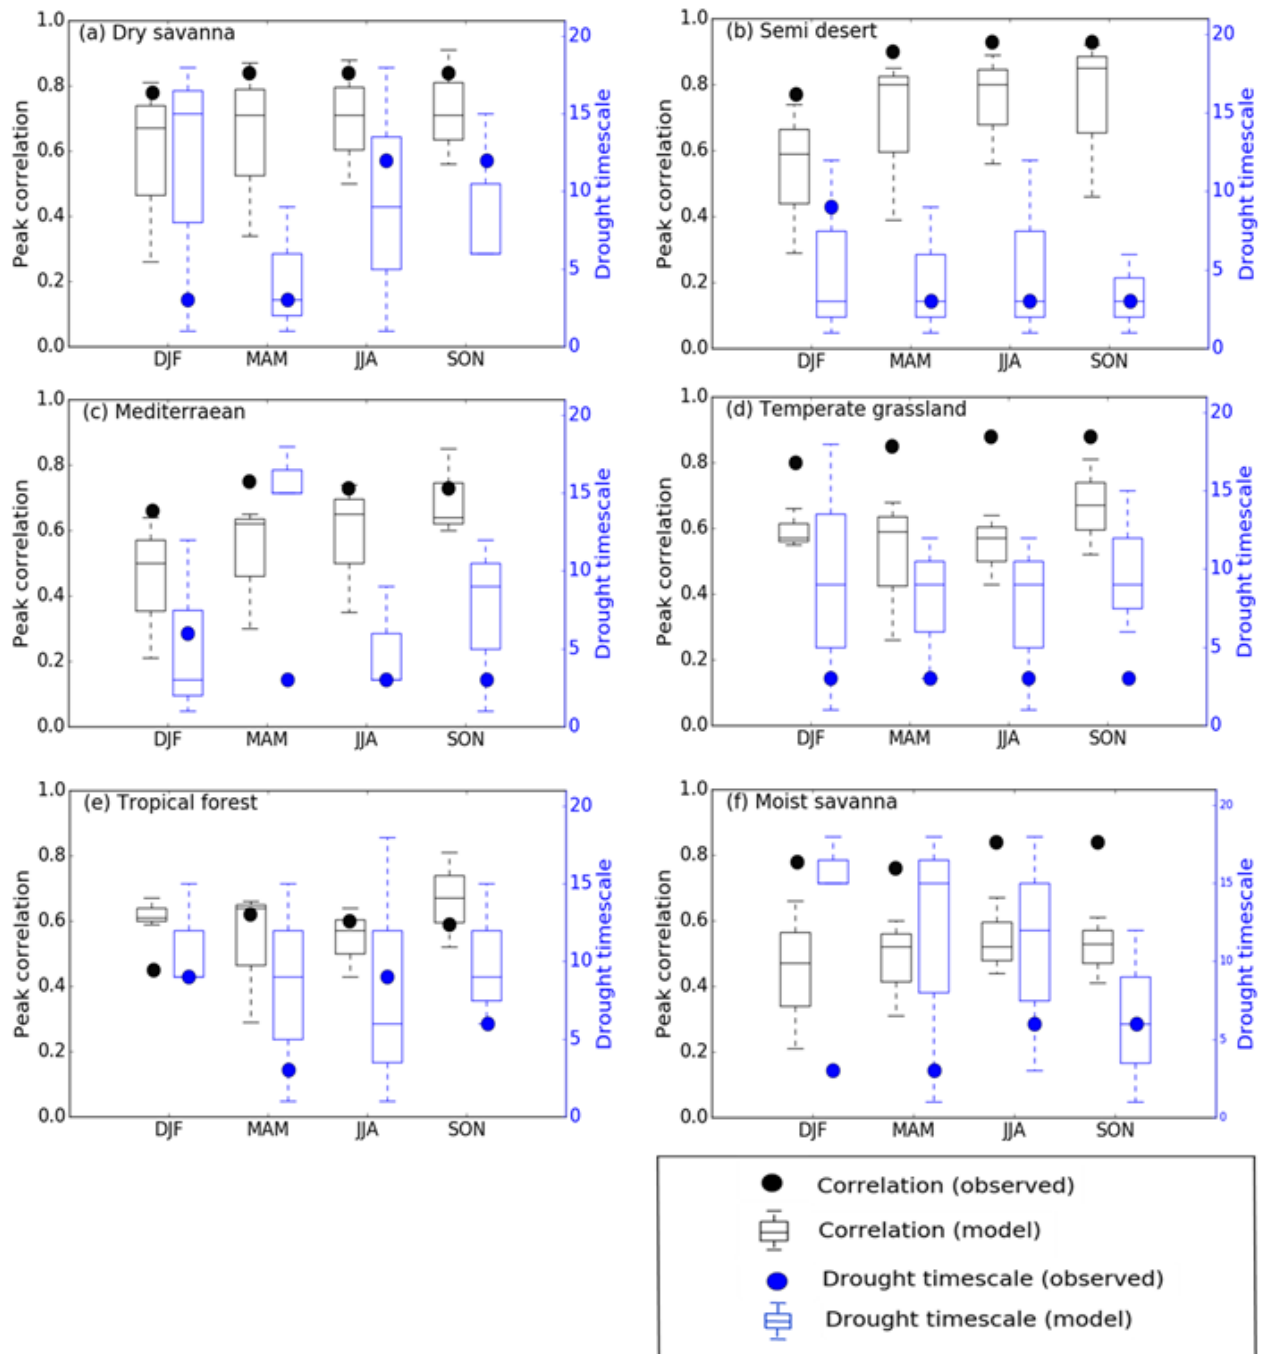 (a) Dry savanna
1.0
0.8
0.6
0.4
0.2
0.0
Peak correlation
20
15
10
5
0
Drought timescale
DJF MAM JJA SON
(b) Semi desert
1.0
0.8
0.6
0.4
0.2
0.0
Peak correlation
20
15
10
5
0
Drought timescale
DJF MAM JJA SON
(c) Mediterraean
1.0
0.8
0.6
0.4
0.2
0.0
Peak correlation
20
15
10
5
0
Drought timescale
DJF MAM JJA SON
(d) Temperate grassland
1.0
0.8
0.6
0.4
0.2
0.0
Peak correlation
20
15
10
5
0
Drought timescale
DJF MAM JJA SON
(e) Tropical forest
1.0
0.8
0.6
0.4
0.2
0.0
Peak correlation
20
15
10
5
0
Drought timescale
DJF MAM JJA SON
(f) Moist savanna
1.0
0.8
0.6
0.4
0.2
0.0
Peak correlation
20
15
10
5
0
Drought timescale
DJF MAM JJA SON
Correlation (observed)
Correlation (model)
Drought timescale (observed)
Drought timescale (model)